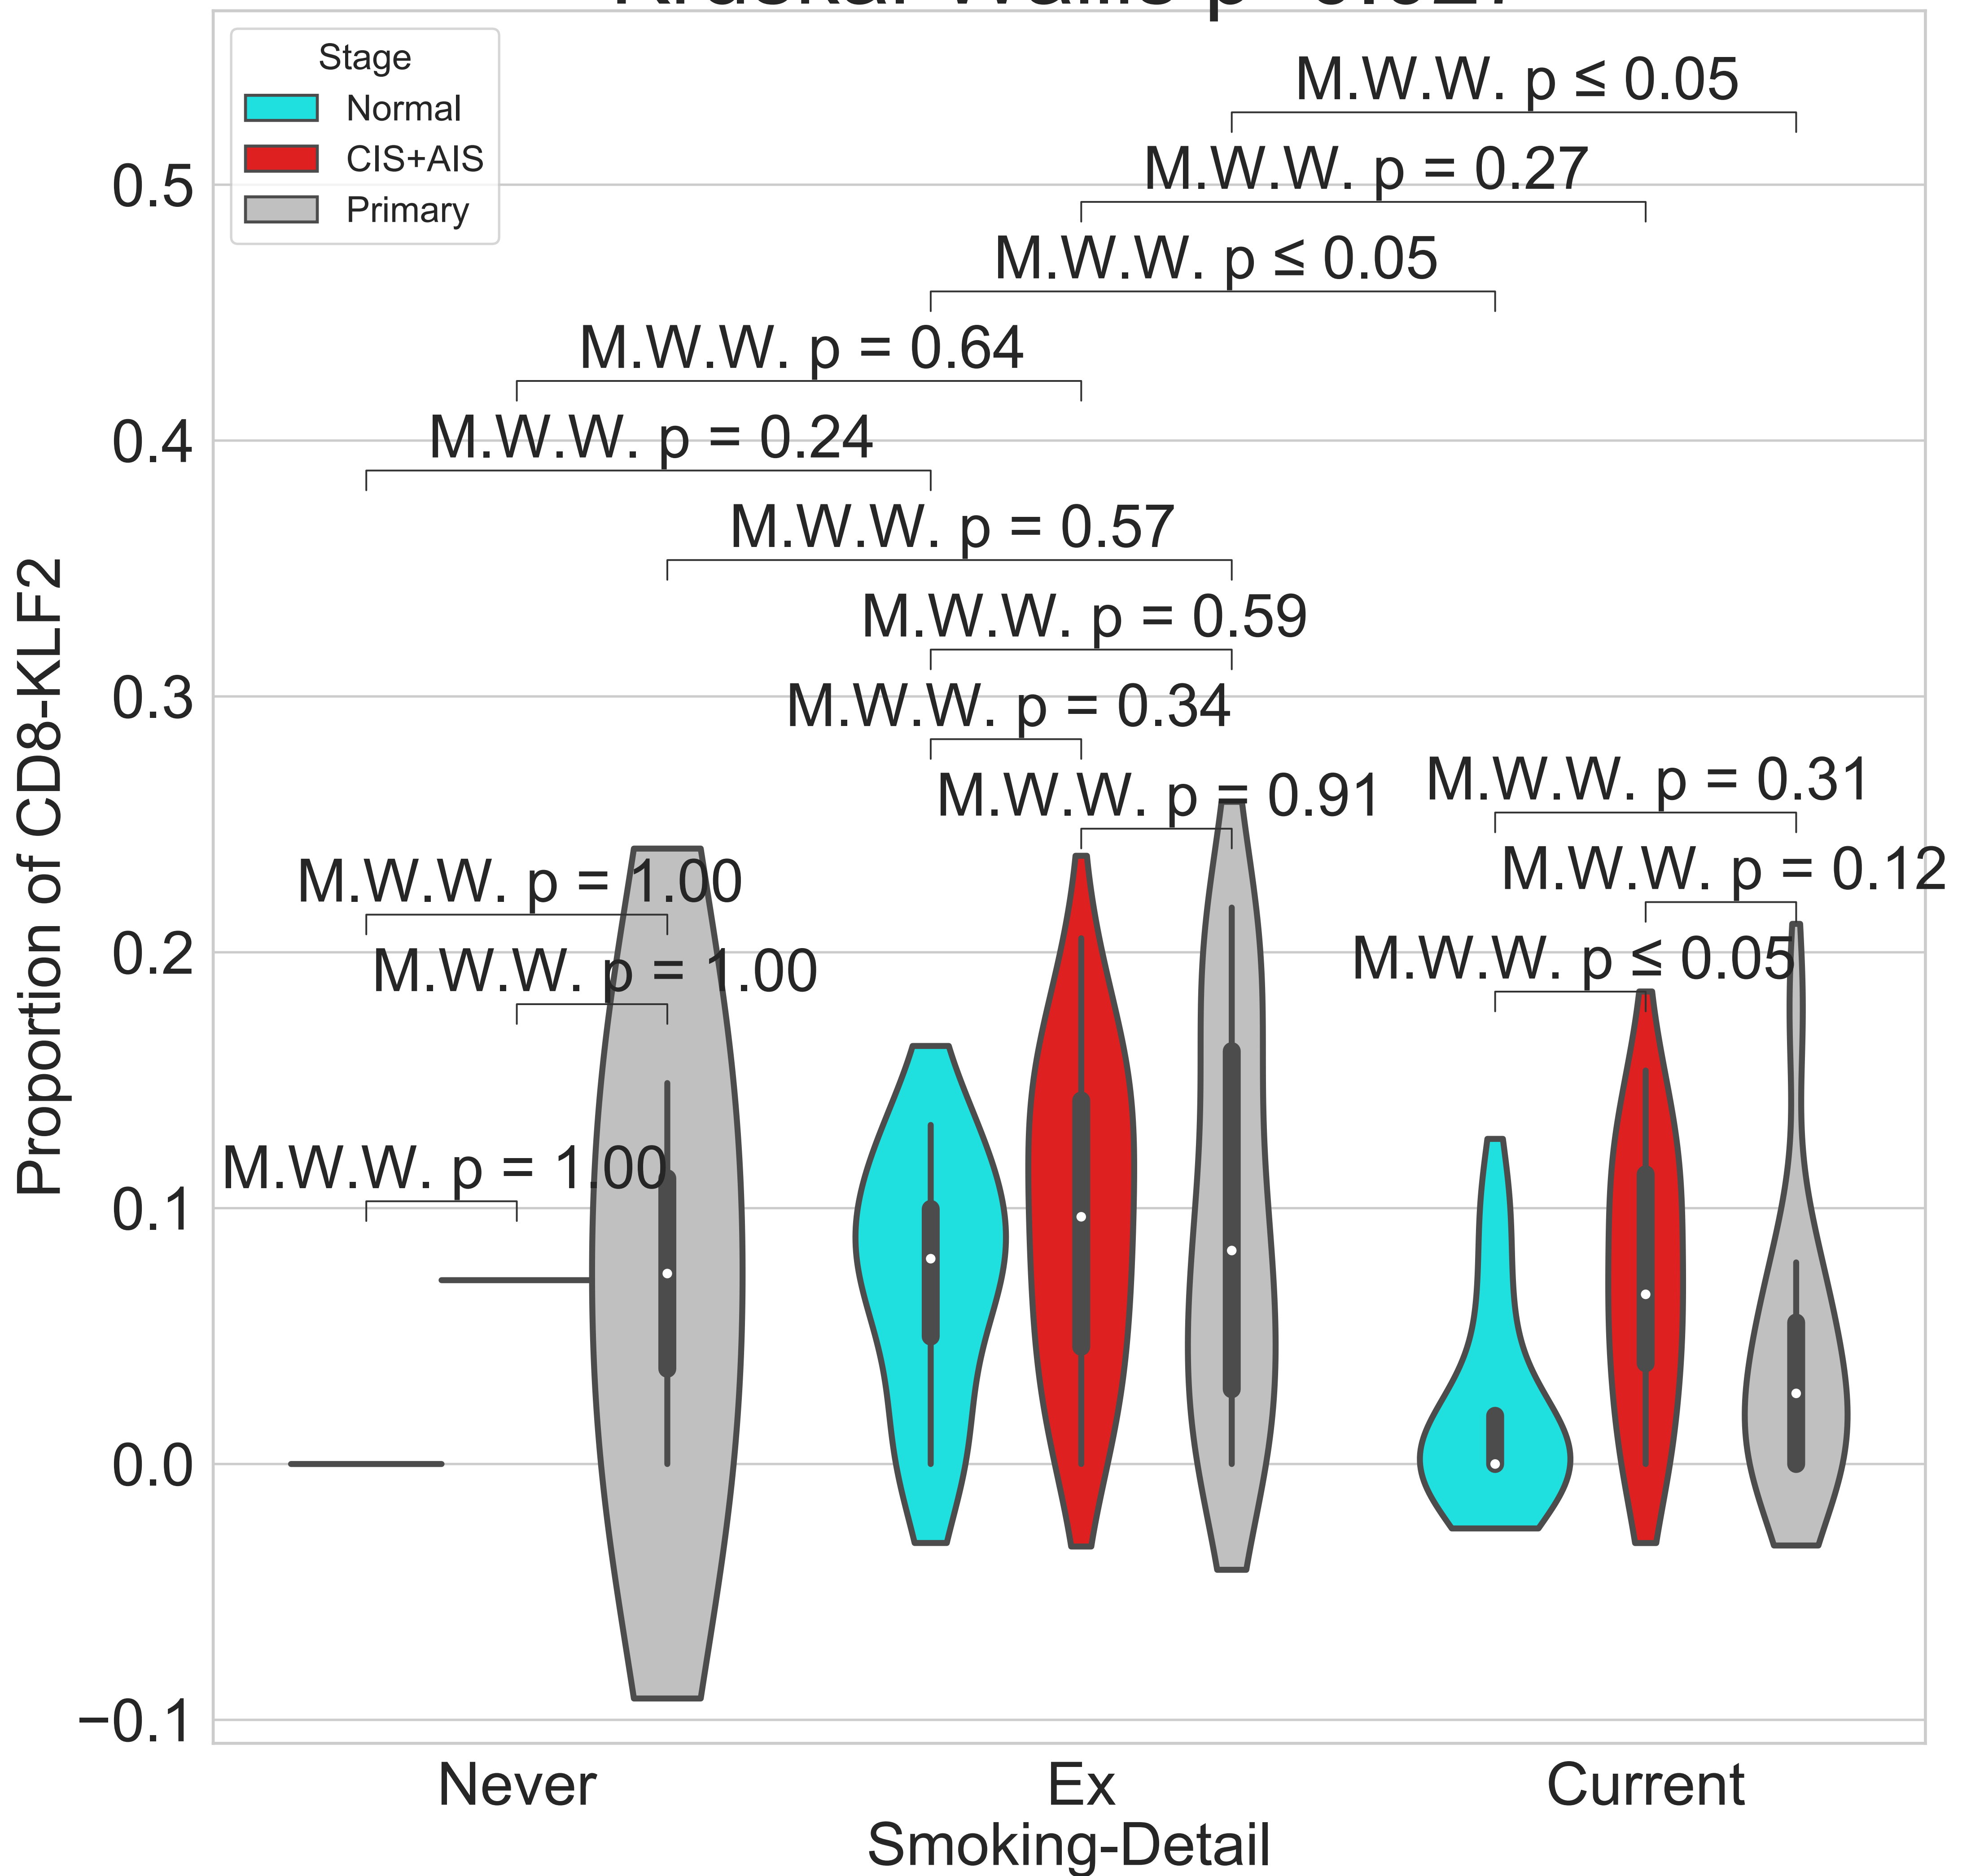 Stage
Normal
CIS+AIS
Primary
M.W.W. p ≤ 0.05
M.W.W. p = 0.27
M.W.W. p ≤ 0.05
M.W.W. p = 0.64
M.W.W. p = 0.24
M.W.W. p = 0.57
M.W.W. p = 0.59
M.W.W. p = 0.34
M.W.W. p = 0.91
M.W.W. p = 0.31
M.W.W. p = 0.12
M.W.W. p ≤ 0.05
M.W.W. p = 1.00
M.W.W. p = 1.00
M.W.W. p = 1.00
Proportion of CD8-KLF2
0.5
0.4
0.3
0.2
0.1
0.0
−0.1
Never
Ex
Current
Smoking-Detail